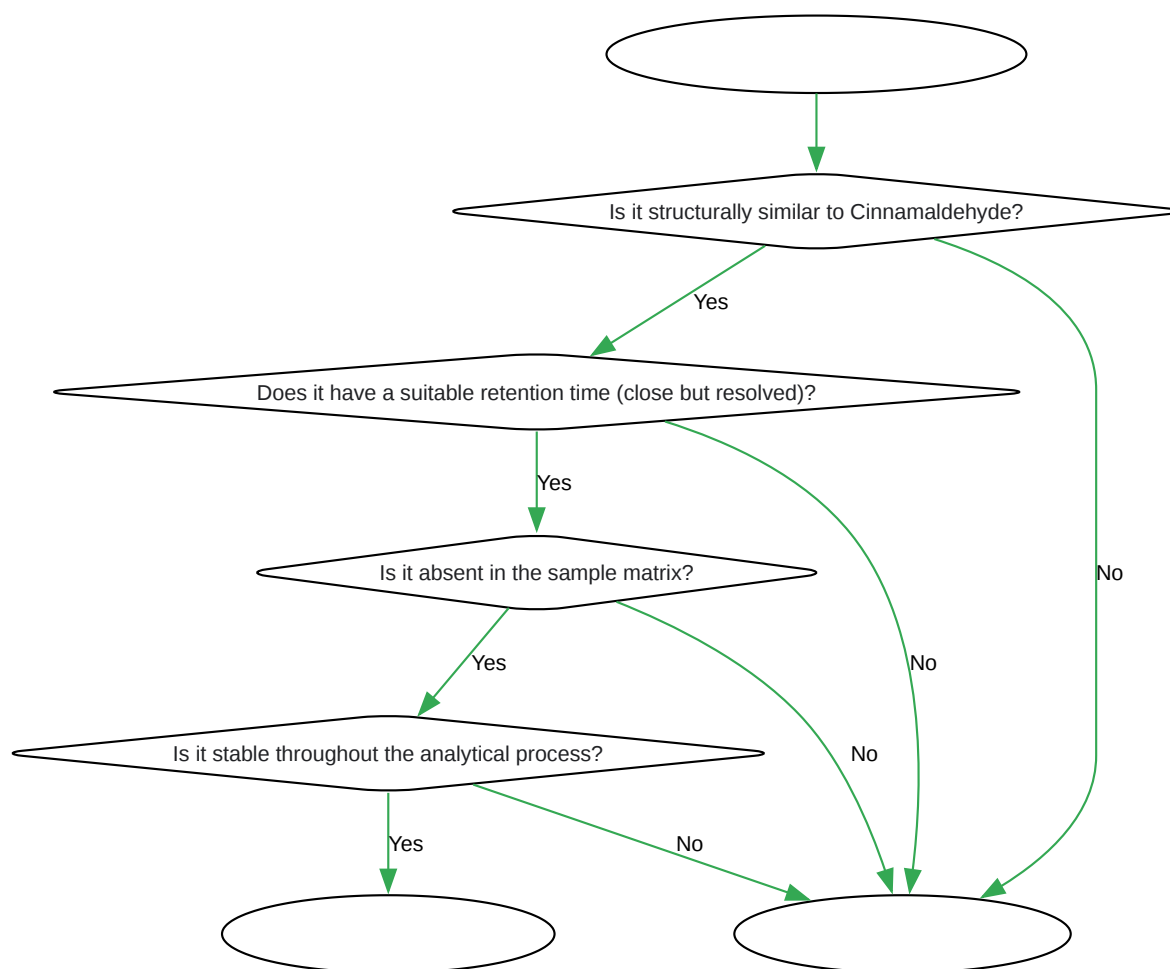 Is it structurally similar to Cinnamaldehyde?
Yes
Does it have a suitable retention time (close but resolved)?
Yes
Is it absent in the sample matrix?
No
Yes
No
Is it stable throughout the analytical process?
No
Yes
No